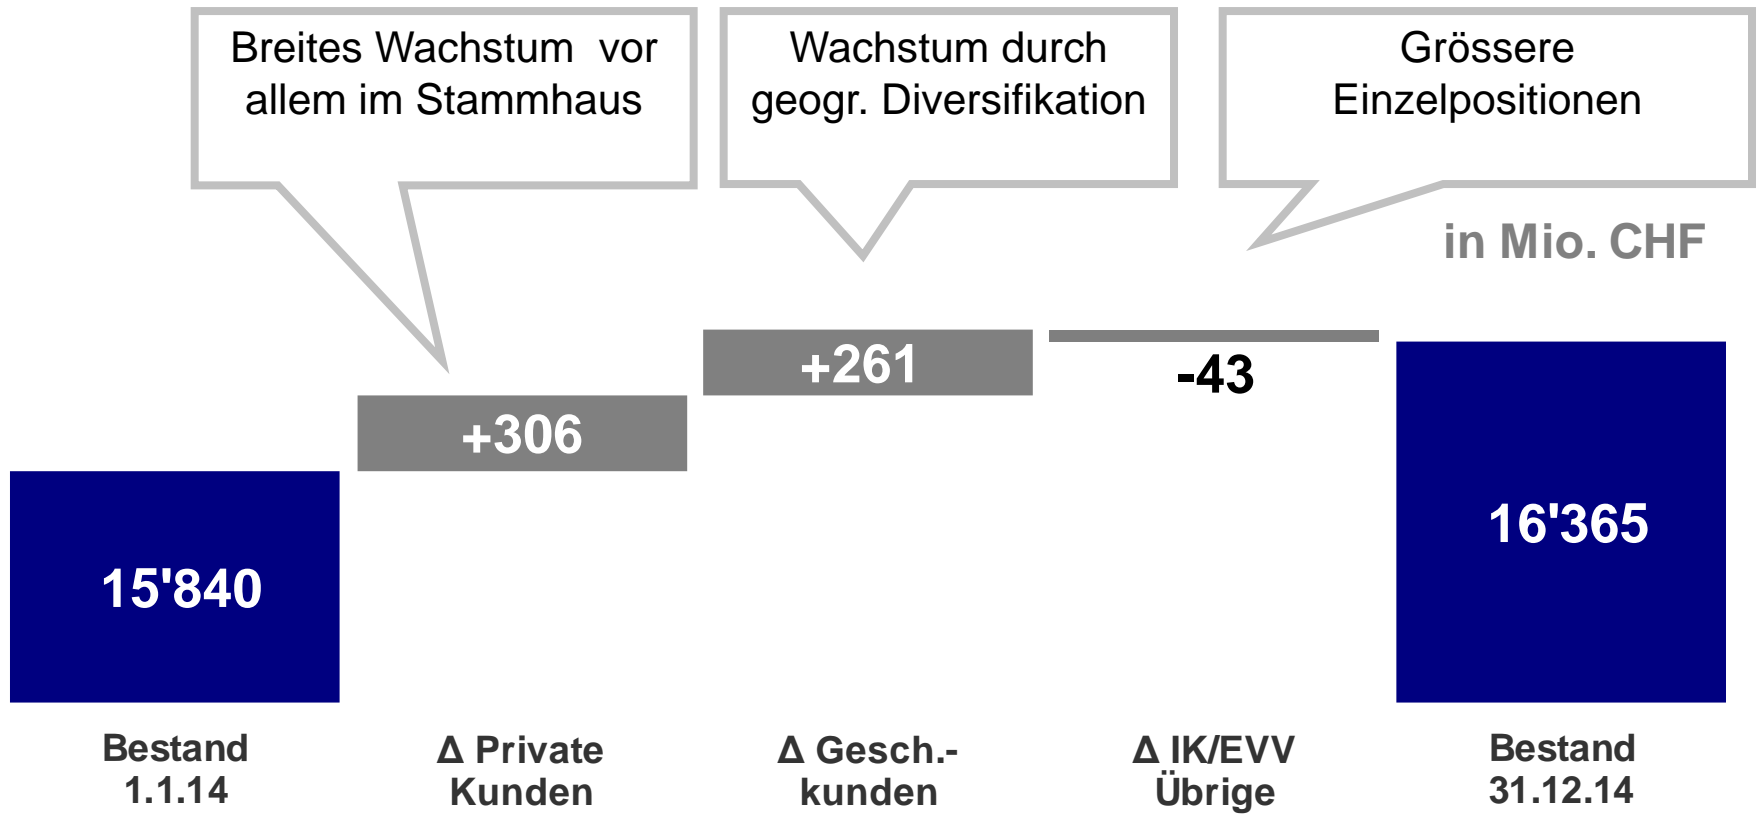 Breites Wachstum  vor
allem im Stammhaus
Wachstum durch
geogr. Diversifikation
Grössere
Einzelpositionen
in Mio. CHF
+261
-43
+306
16'365
15'840
Bestand
1.1.14
Δ Private
Kunden
Δ Gesch.-
kunden
Δ IK/EVV
Übrige
Bestand
31.12.14